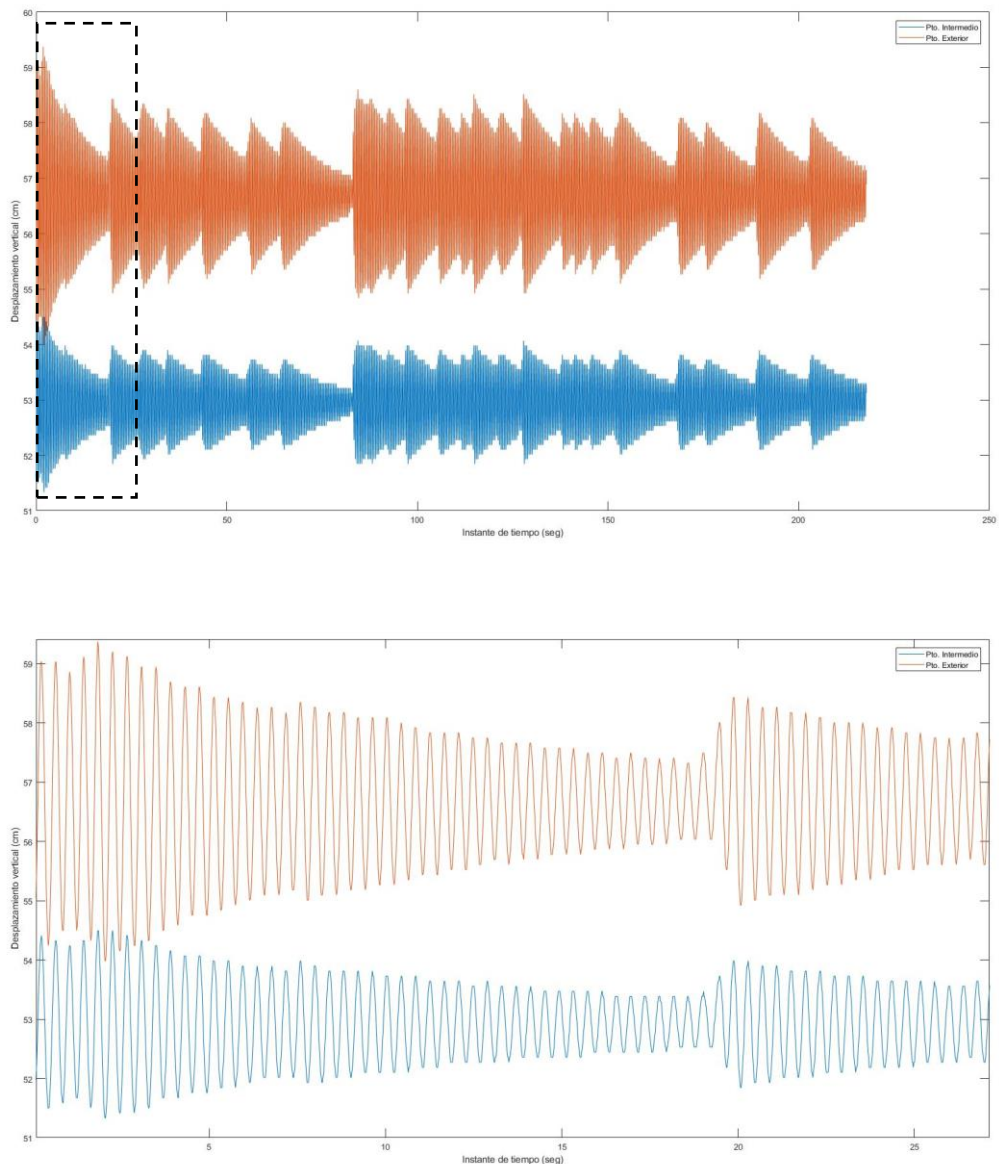 60
59
58
57
56
55
54
53
52
51
Desplazamiento vertical (cm)
Pto. Intermedio
Pto. Exterior
0 50 100 150 200 250
Instante de tiempo (seg)
59
58
57
56
55
54
53
52
51
Desplazamiento vertical (cm)
Pto. Intermedio
Pto. Exterior
5 10 15 20 25
Instante de tiempo (seg)